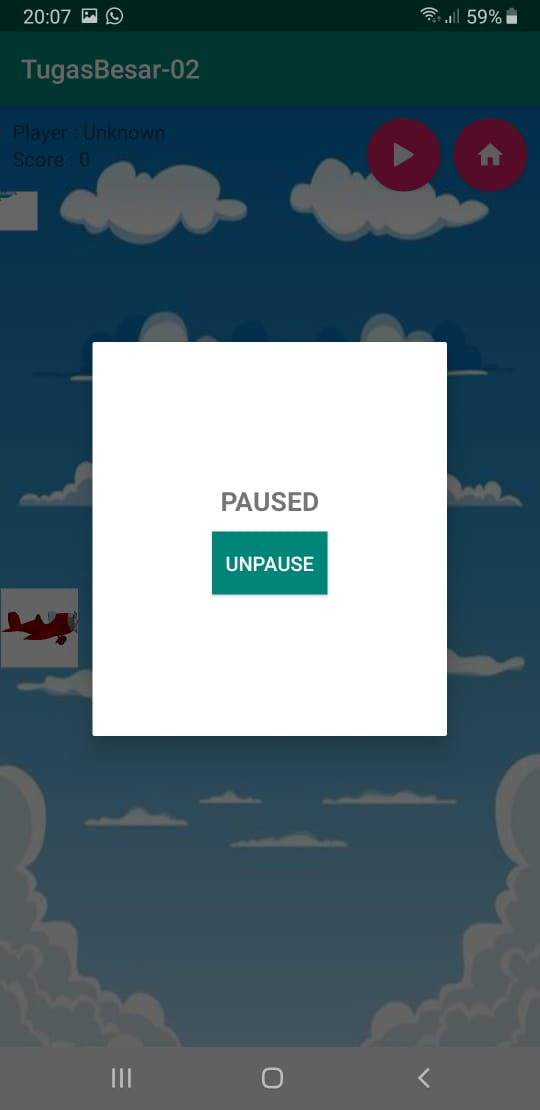 20:07 59%
TugasBesar-02
Player : Unknown
Score : 0
PAUSED
UNPAUSE